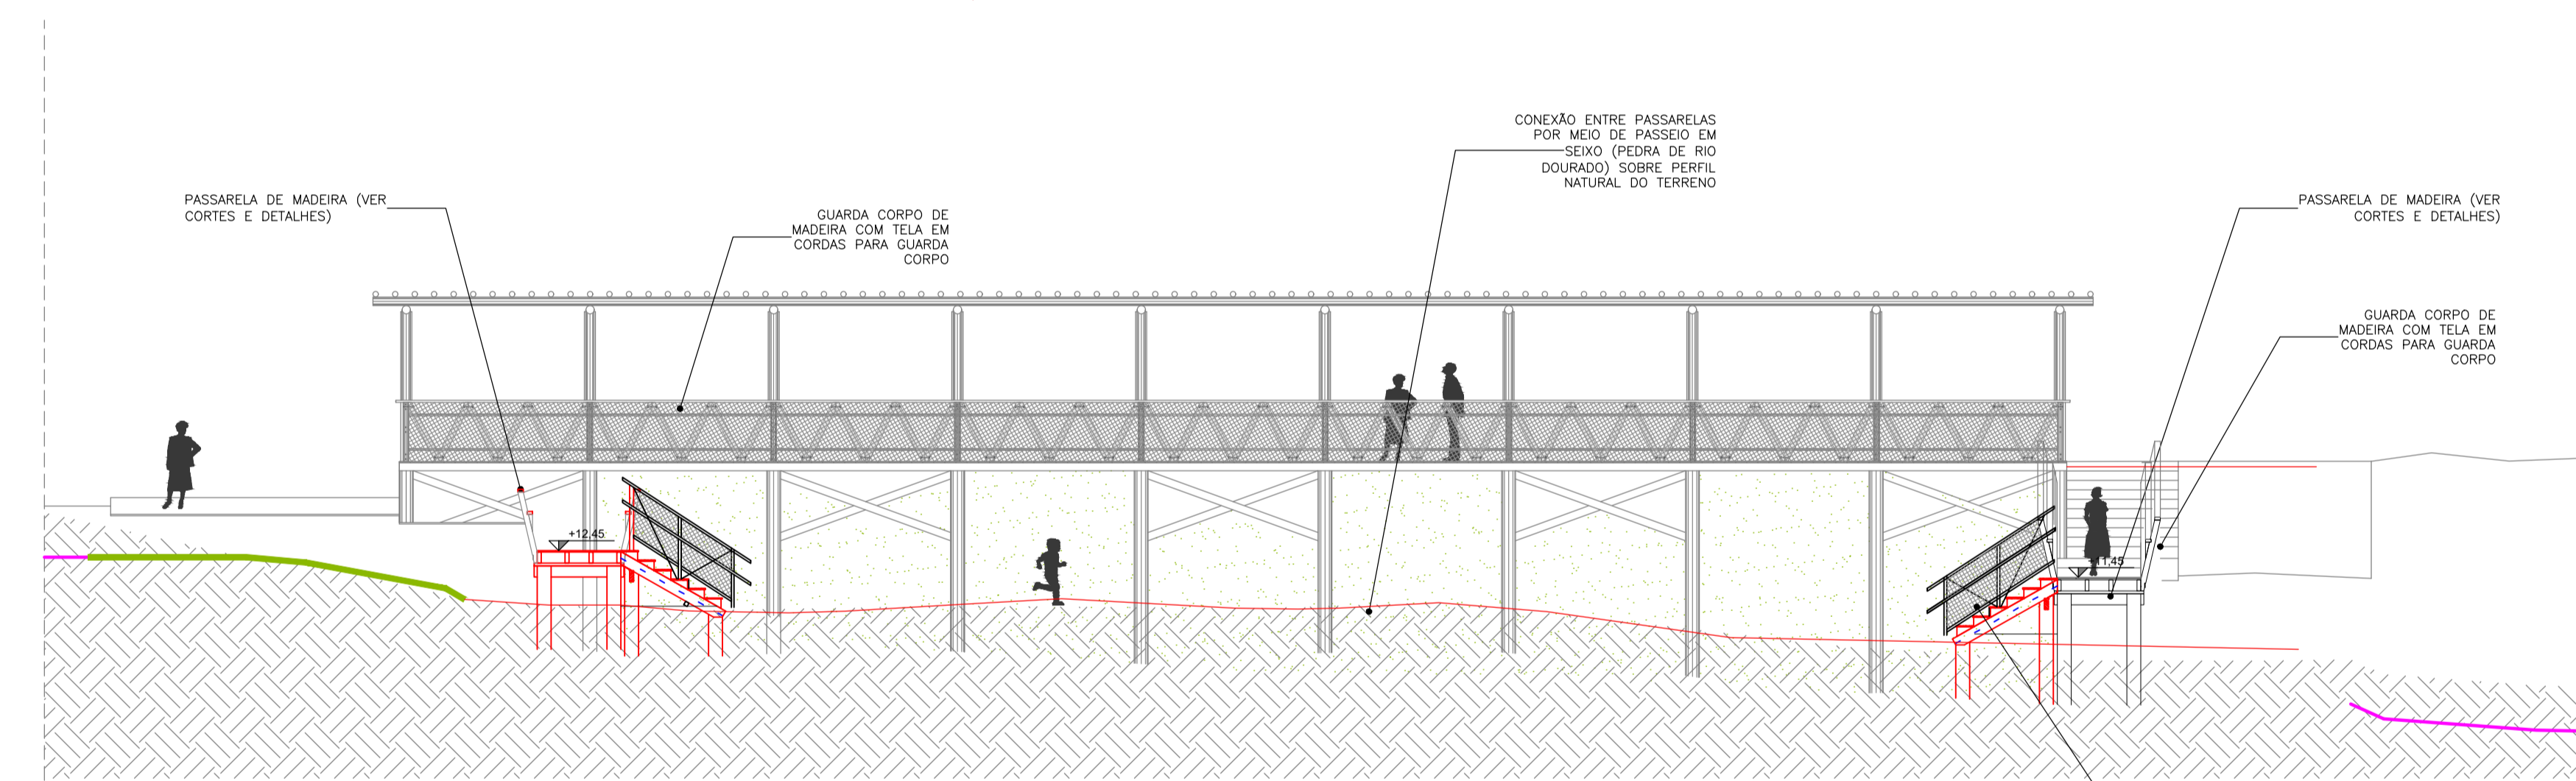 CONEXÃO ENTRE PASSARELAS
POR MEIO DE PASSEIO EM
SEIXO (PEDRA DE RIO
DOURADO) SOBRE PERFIL
NATURAL DO TERRENO
PASSARELA DE MADEIRA (VER
CORTES E DETALHES)
GUARDA CORPO DE
MADEIRA COM TELA EM
CORDAS PARA GUARDA
CORPO
PASSARELA DE MADEIRA (VER
CORTES E DETALHES)
GUARDA CORPO DE
MADEIRA COM TELA EM
CORDAS PARA GUARDA
CORPO
+12,45
11,45